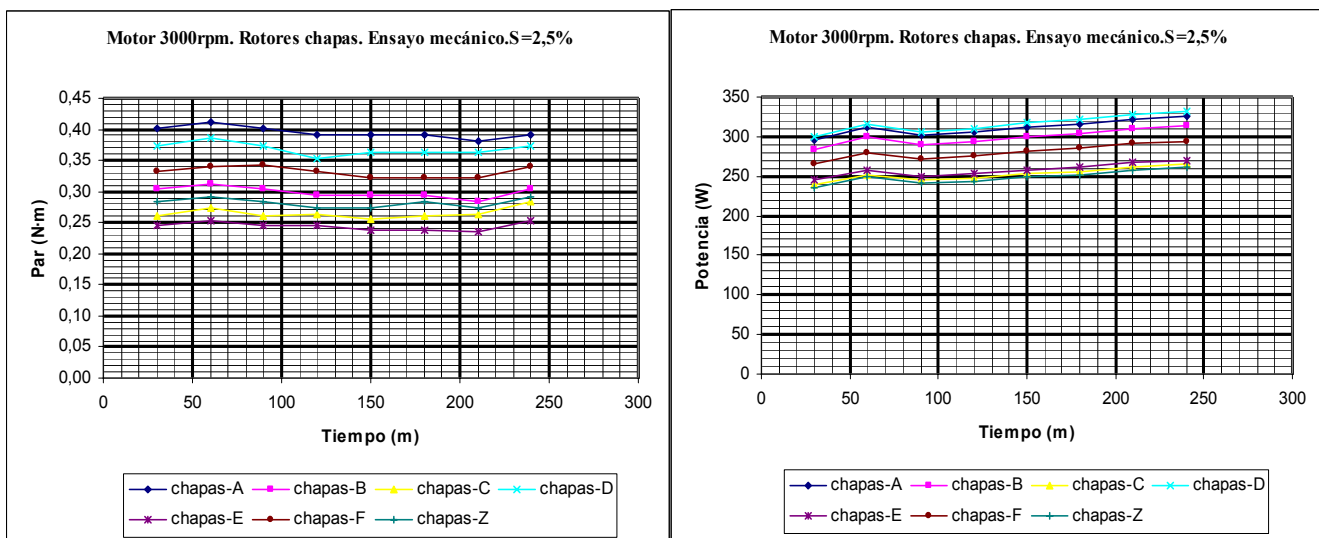 Motor 3000rpm. Rotores chapas. Ensayo mecánico.S=2,5%
0,45
0,40
0,35
0,30
0,25
0,20
0,15
0,10
0,05
0,00
Par (N·m)
0 50 100 150 200 250 300
Tiempo (m)
chapas-A chapas-B chapas-C chapas-D
chapas-E chapas-F chapas-Z
Motor 3000rpm. Rotores chapas. Ensayo mecánico.S=2,5%
350
300
250
200
150
100
50
0
Potencia (W)
0 50 100 150 200 250 300
Tiempo (m)
chapas-A chapas-B chapas-C chapas-D
chapas-E chapas-F chapas-Z